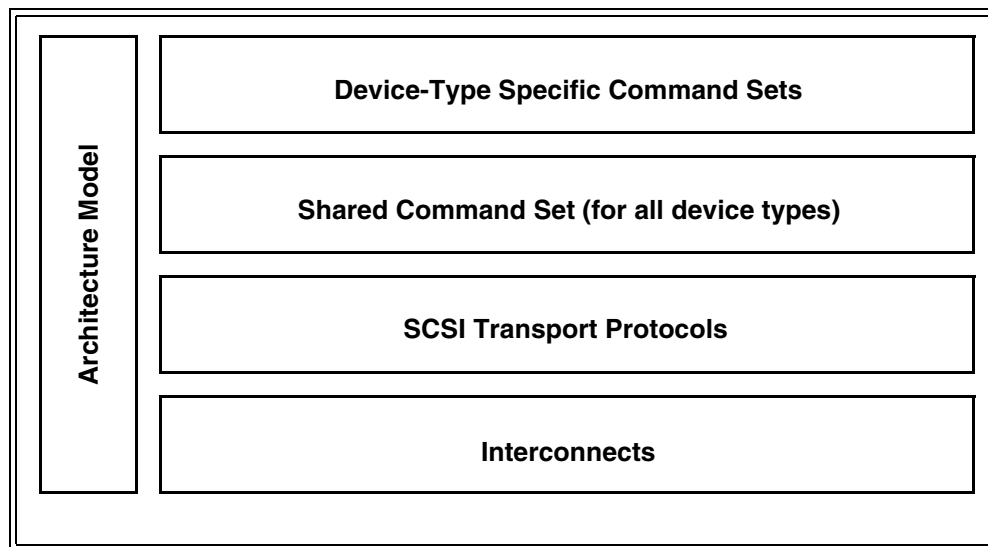 Architecture Model
Device-Type Specific Command Sets
Shared Command Set (for all device types)
SCSI Transport Protocols
Interconnects